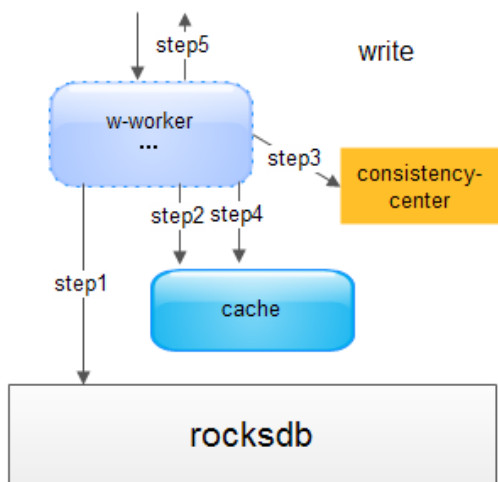 step5
write
w-worker
...
step3
consistency-
center
step2
step4
step1
cache
rocksdb